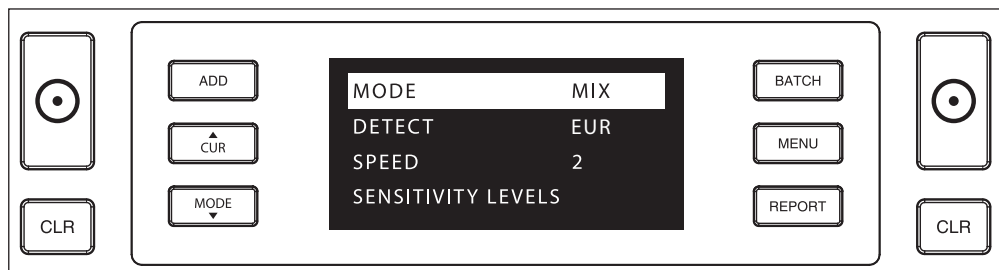 ADD
CUR
MODE
CLR
MODE MIX
DETECT EUR
SPEED 2
SENSITIVITY LEVELS
BATCH
MENU
REPORT
CLR